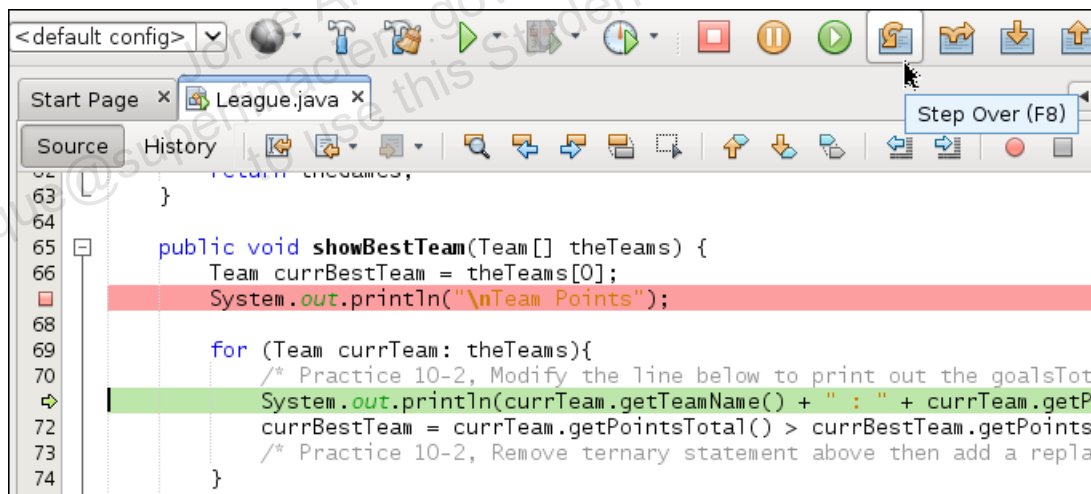 <default config>
Start Page
League.java
Step Over (F8)
Source
History
62 return theGames;
63 }
64
65 public void showBestTeam(Team[] theTeams) {
66 Team currBestTeam = theTeams[0];
System.out.println("\nTeam Points");
68
69 for (Team currTeam: theTeams){
70 /* Practice 10-2, Modify the line below to print out the goalsTot
System.out.println(currTeam.getTeamName() + " : " + currTeam.getP
72 currBestTeam = currTeam.getPointsTotal() > currBestTeam.getPoints
73 /* Practice 10-2, Remove ternary statement above then add a repla
74 }